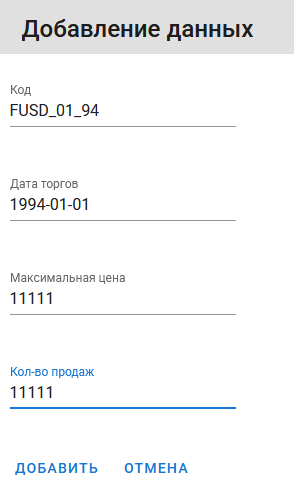 Добавление данных
Код
FUSD_01_94
Дата торгов
1994-01-01
Максимальная цена
11111
Кол-во продаж
11111
ДОБАВИТЬ ОТМЕНА